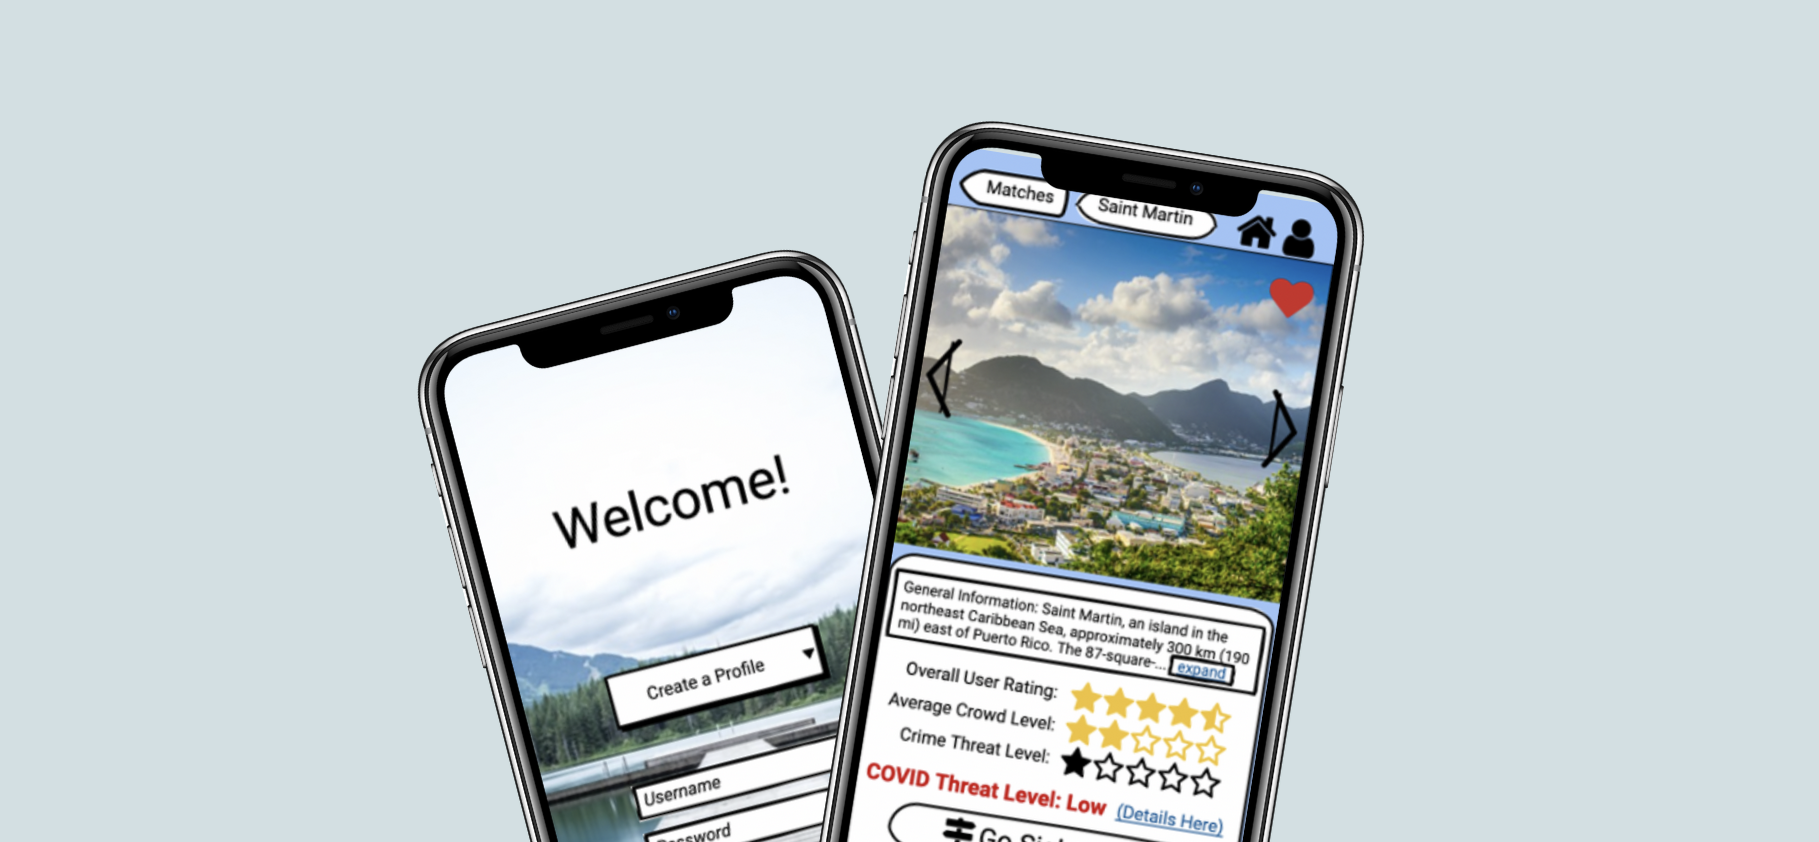 Welcome!
Create a Profile
Username
Password
Matches
Saint Martin
General Information: Saint Martin, an island in the
northeast Caribbean Sea, approximately 300 km (190
mi) east of Puerto Rico. The 87-square-... expand
Overall User Rating:
Average Crowd Level:
Crime Threat Level:
COVID Threat Level: Low (Details Here)
Go